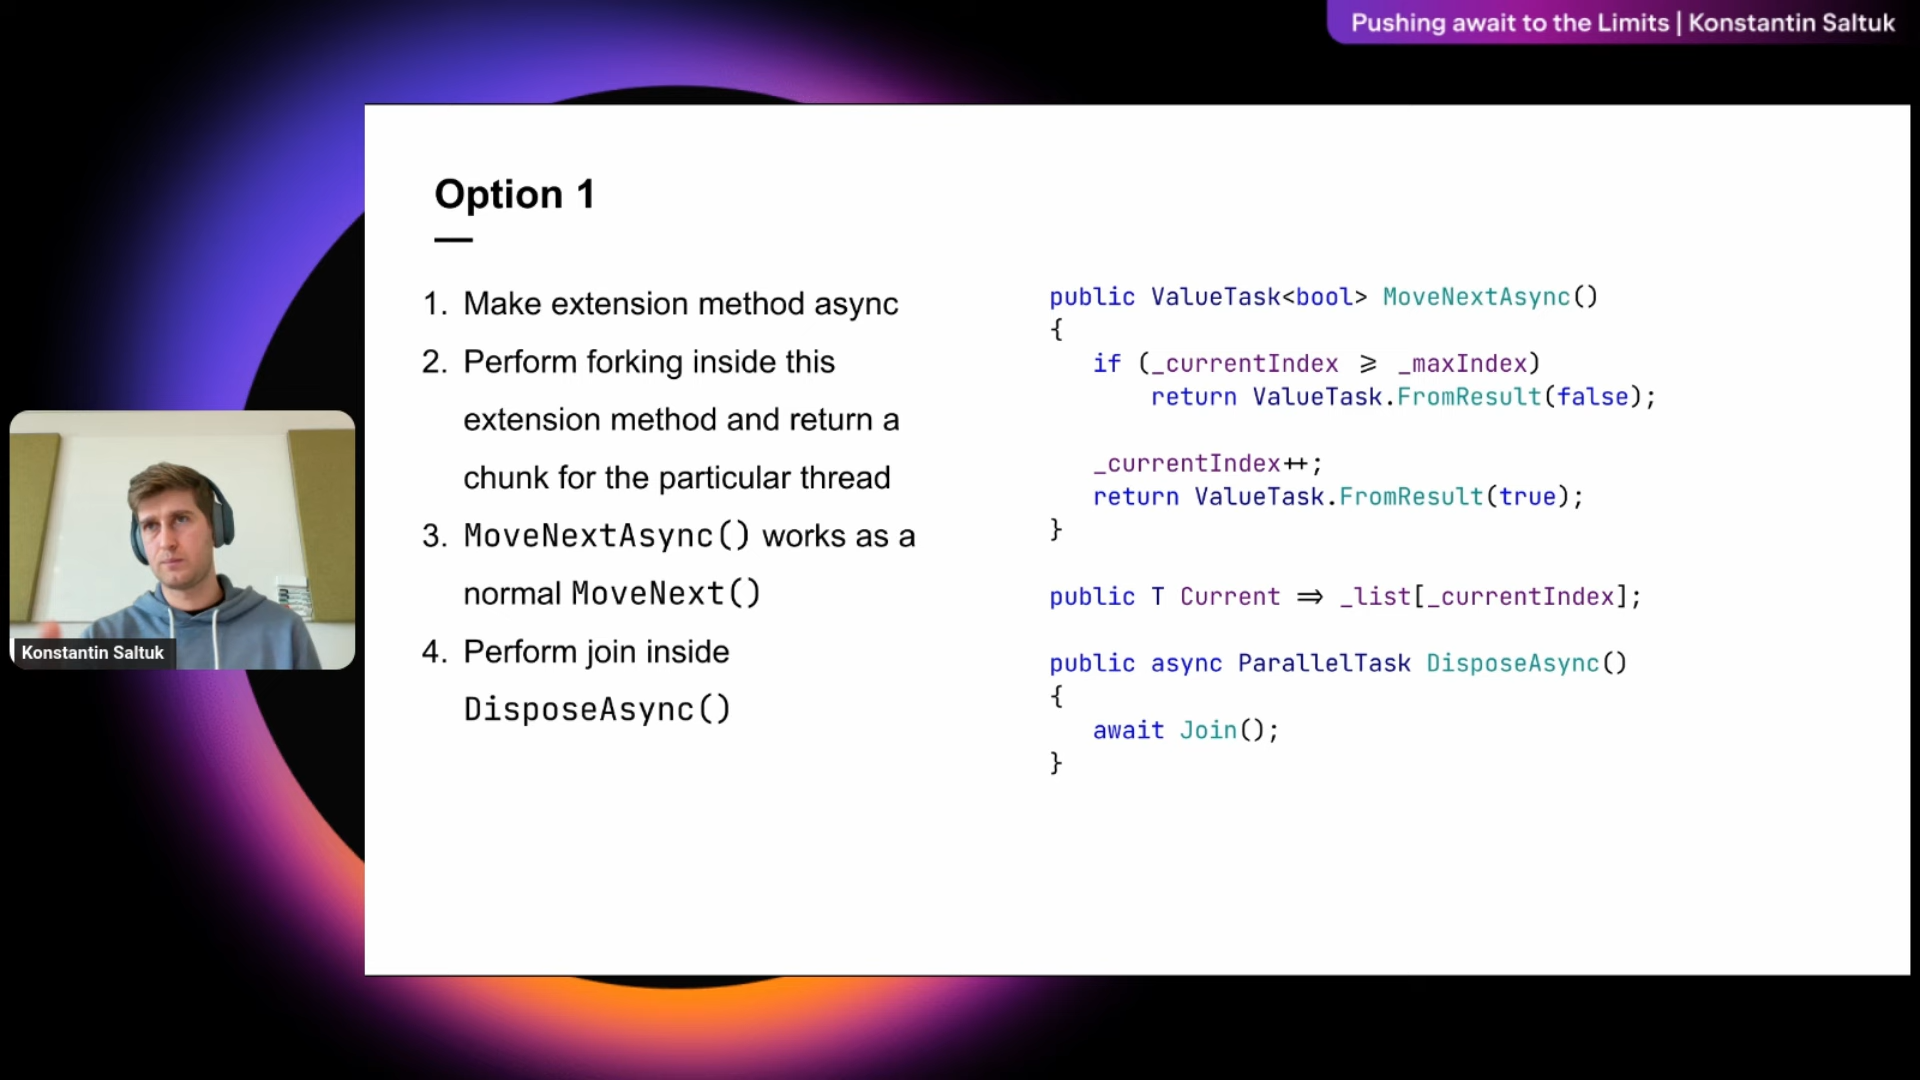 Pushing await to the Limits | Konstantin Saltuk
Option 1
1. Make extension method async
2. Perform forking inside this
extension method and return a
chunk for the particular thread
3. MoveNextAsync() works as a
normal MoveNext()
4. Perform join inside
DisposeAsync()
public ValueTask<bool> MoveNextAsync()
{
if (_currentIndex >= _maxIndex)
return ValueTask.FromResult(false);
_currentIndex++;
return ValueTask.FromResult(true);
}
public T Current => _list[_currentIndex];
public async ParallelTask DisposeAsync()
{
await Join();
}
Konstantin Saltuk